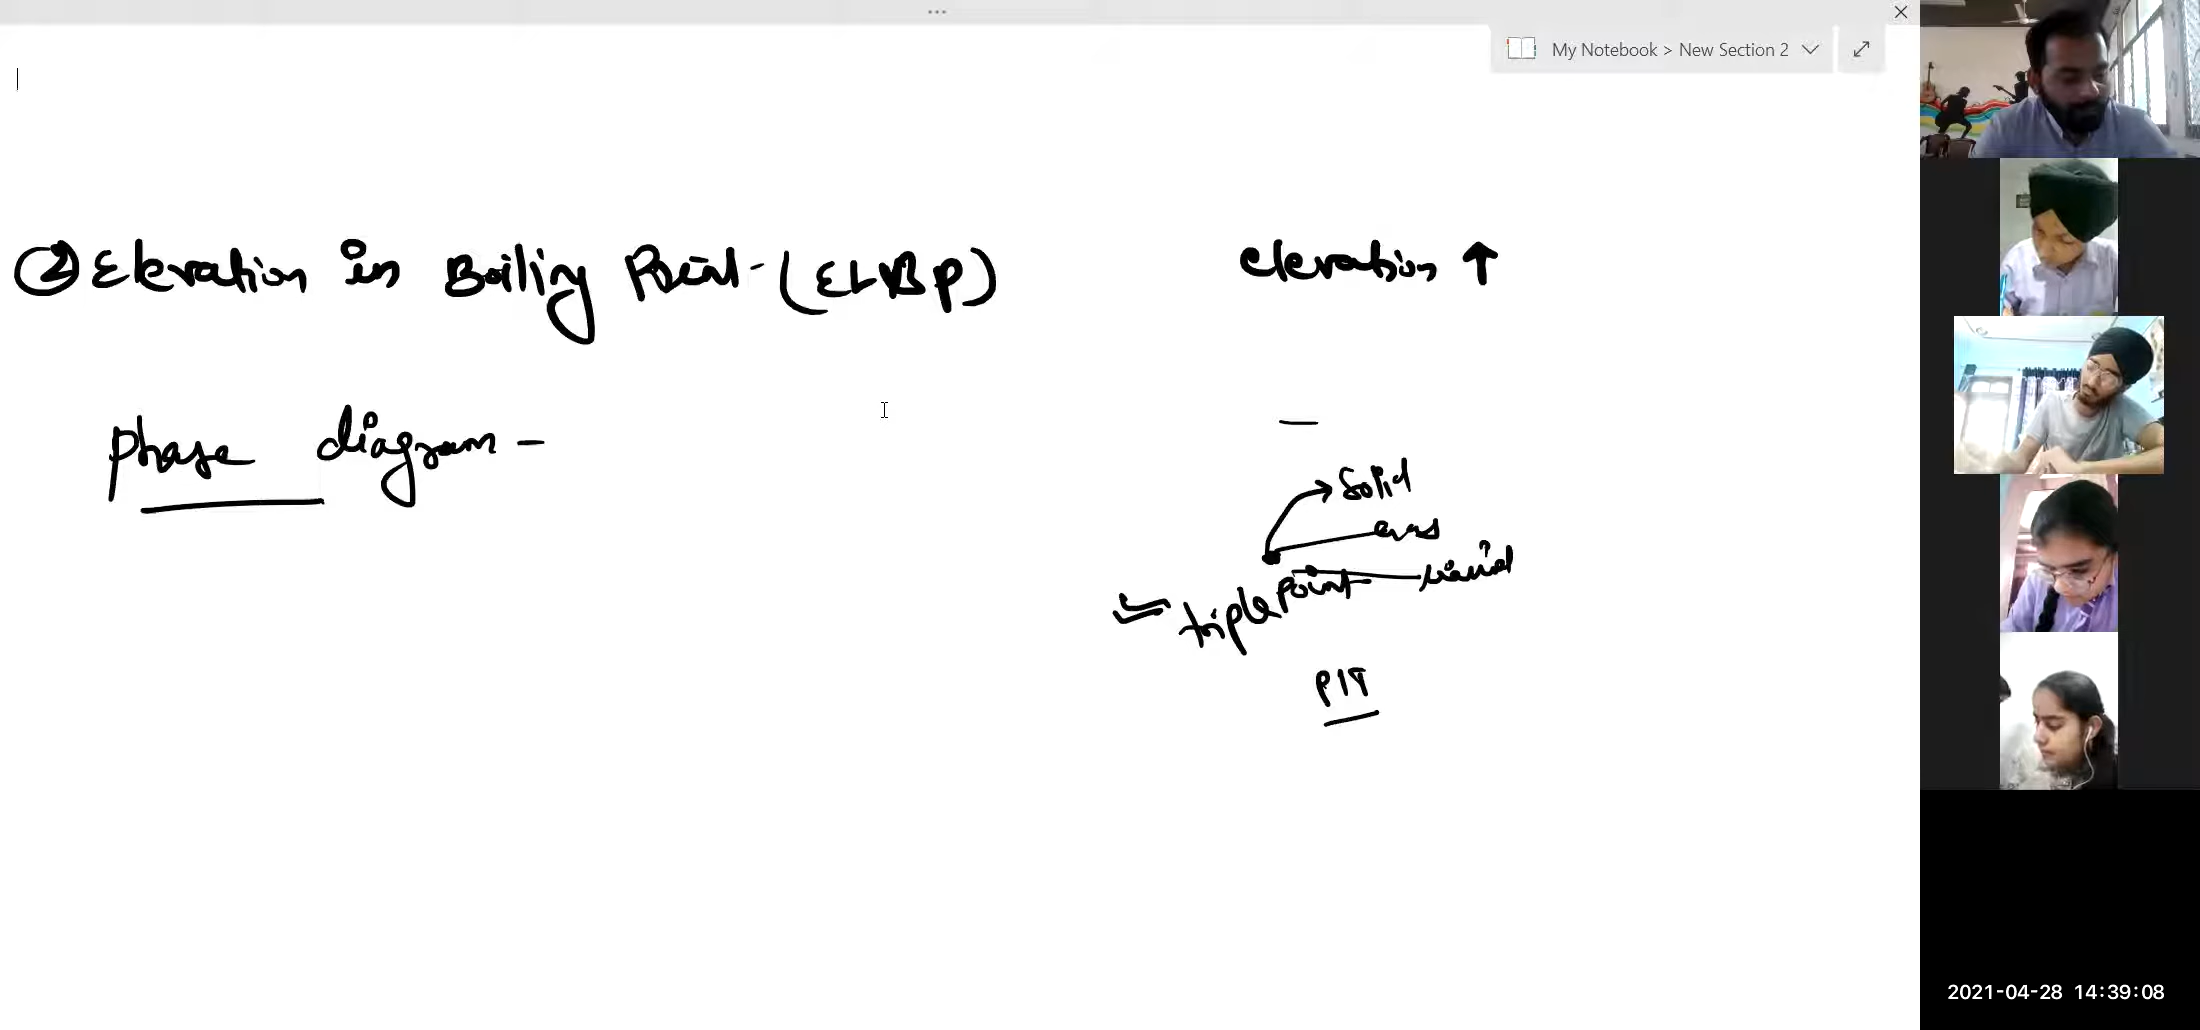 My Notebook > New Section 2
② Elevation in Boiling Point - (ELBP)
elevation ↑
Phase diagram -
Solid
Gas
liquid
triple Point
P/T
2021-04-28 14:39:08